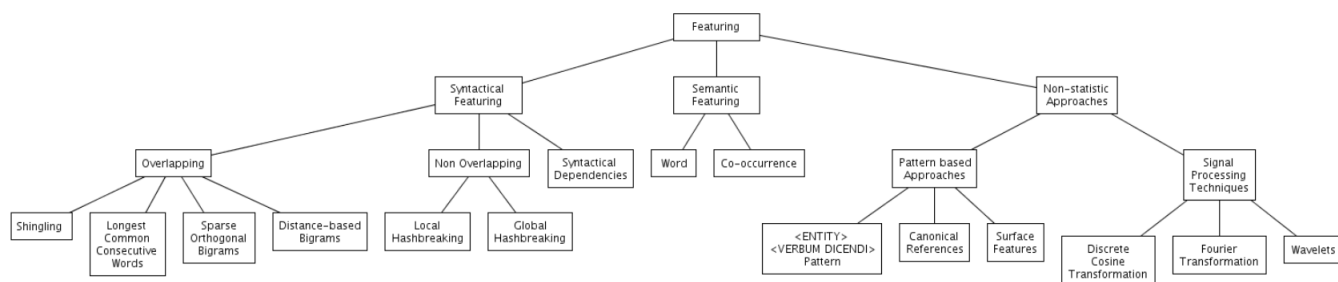 Featuring
Syntactical
Featuring
Semantic
Featuring
Non-statistic
Approaches
Overlapping
Non Overlapping
Syntactical
Dependencies
Word
Co-occurrence
Pattern based
Approaches
Signal
Processing
Techniques
Shingling
Longest
Common
Consecutive
Words
Sparse
Orthogonal
Bigrams
Distance-based
Bigrams
Local
Hashbreaking
Global
Hashbreaking
<ENTITY>
<VERBUM DICENDI>
Pattern
Canonical
References
Surface
Features
Discrete
Cosine
Transformation
Fourier
Transformation
Wavelets